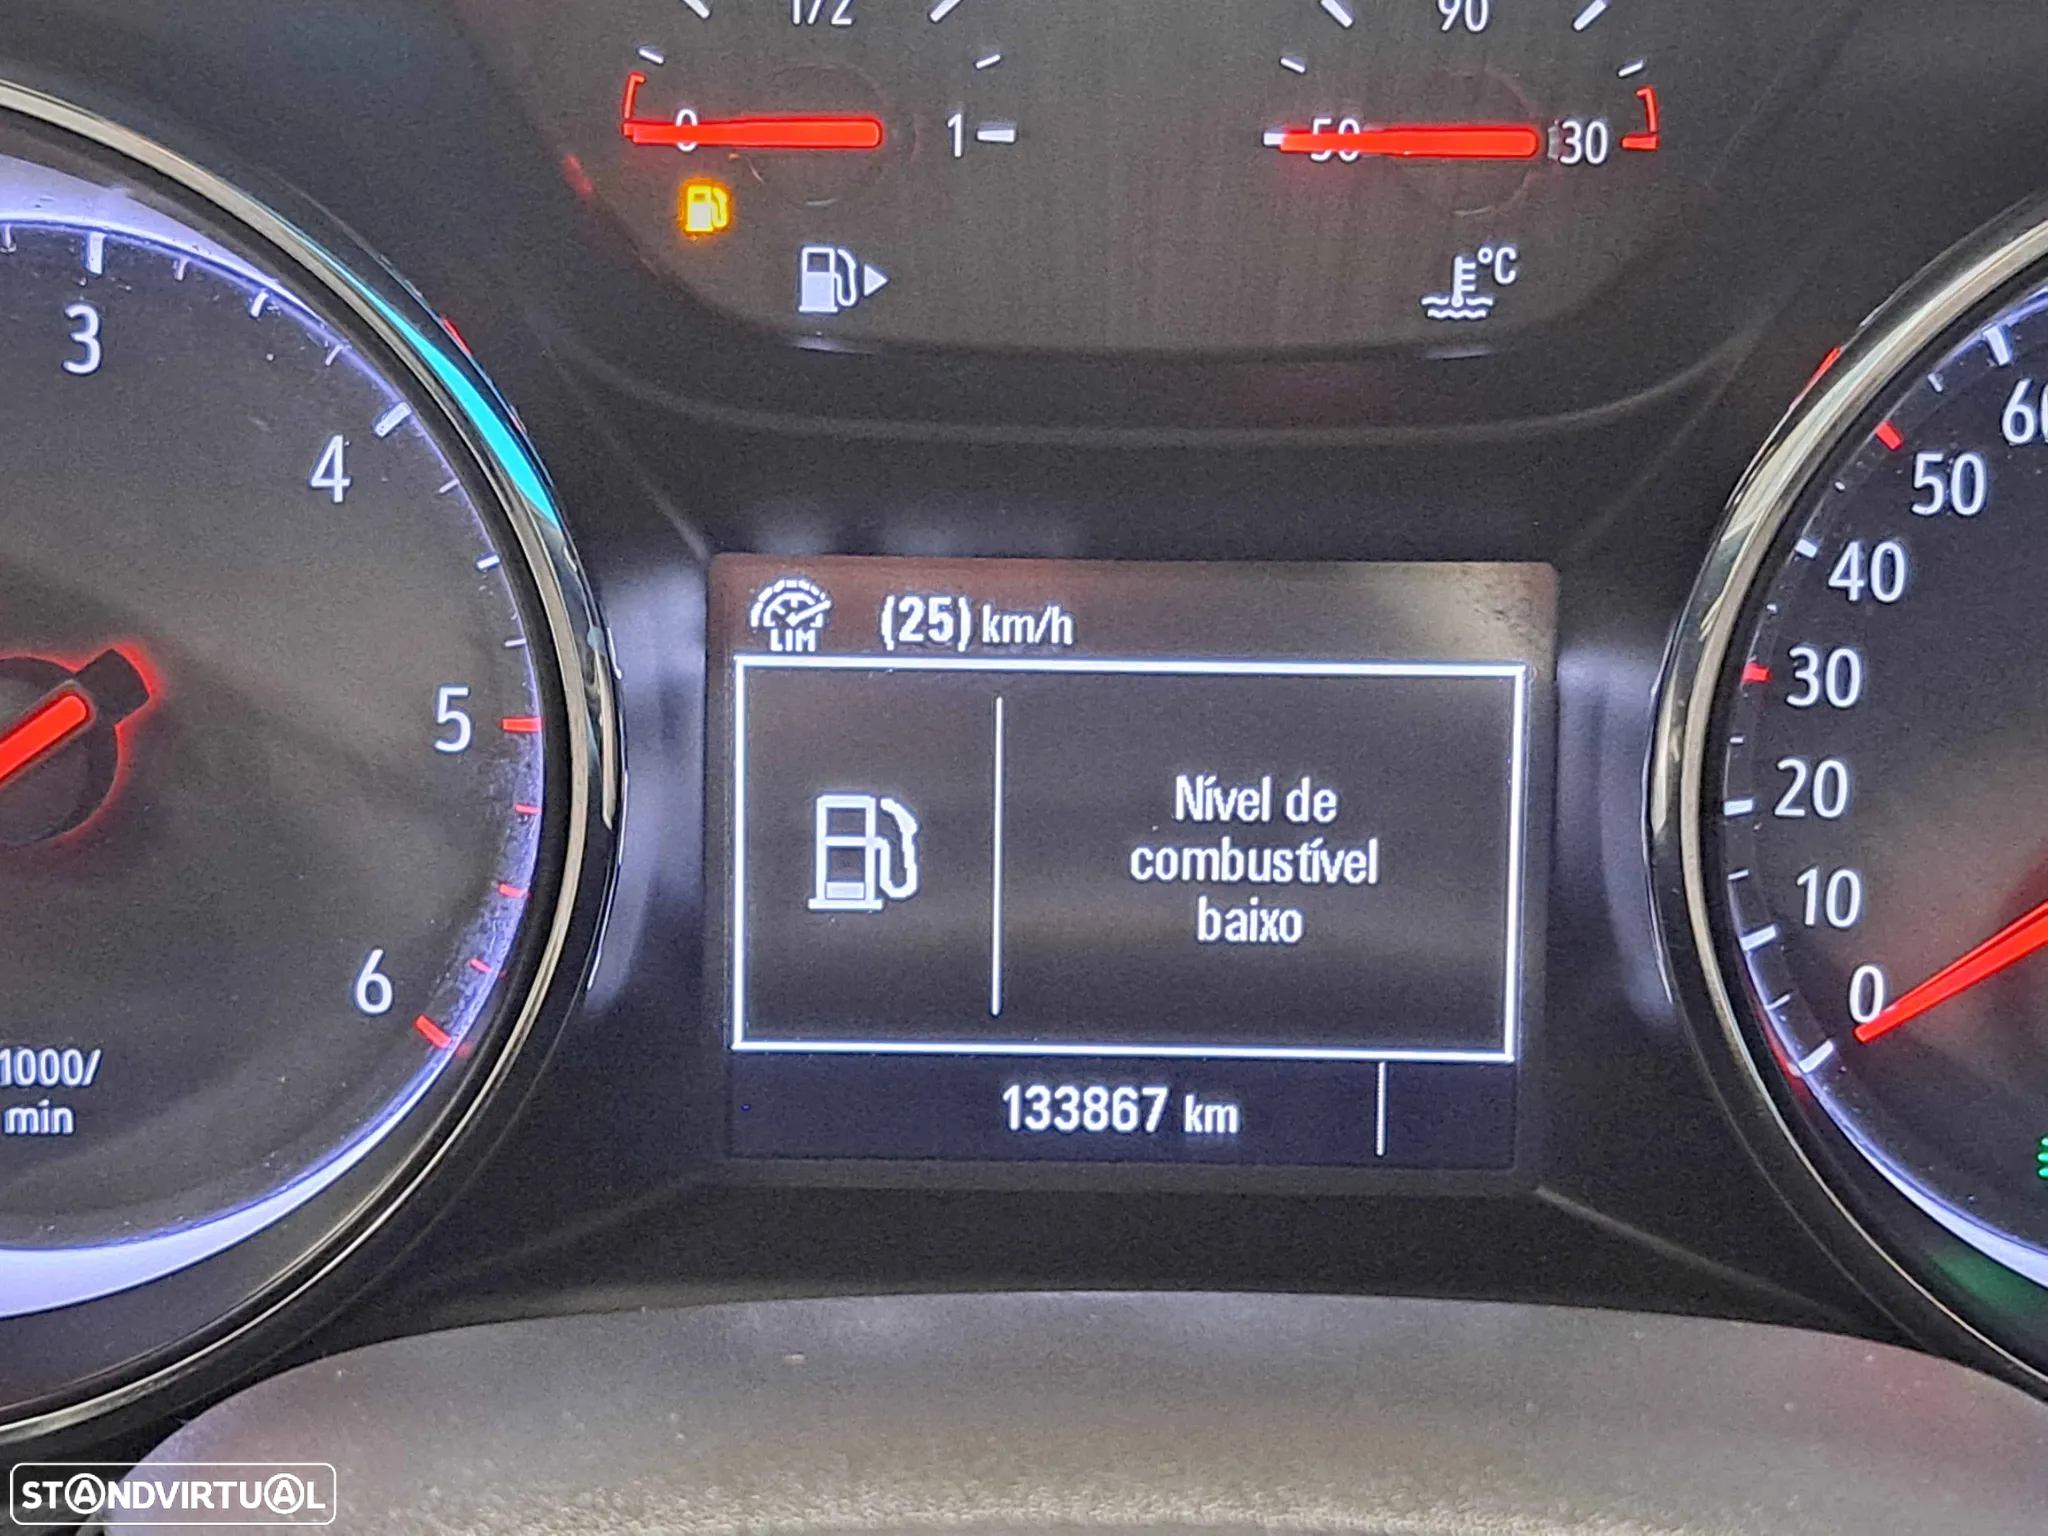 1/2
90
0
1
50
130
°C
3
4
5
6
1000/
min
LIM
(25) km/h
Nível de
combustível
baixo
133867 km
60
50
40
30
20
10
0
STANDVIRTUAL